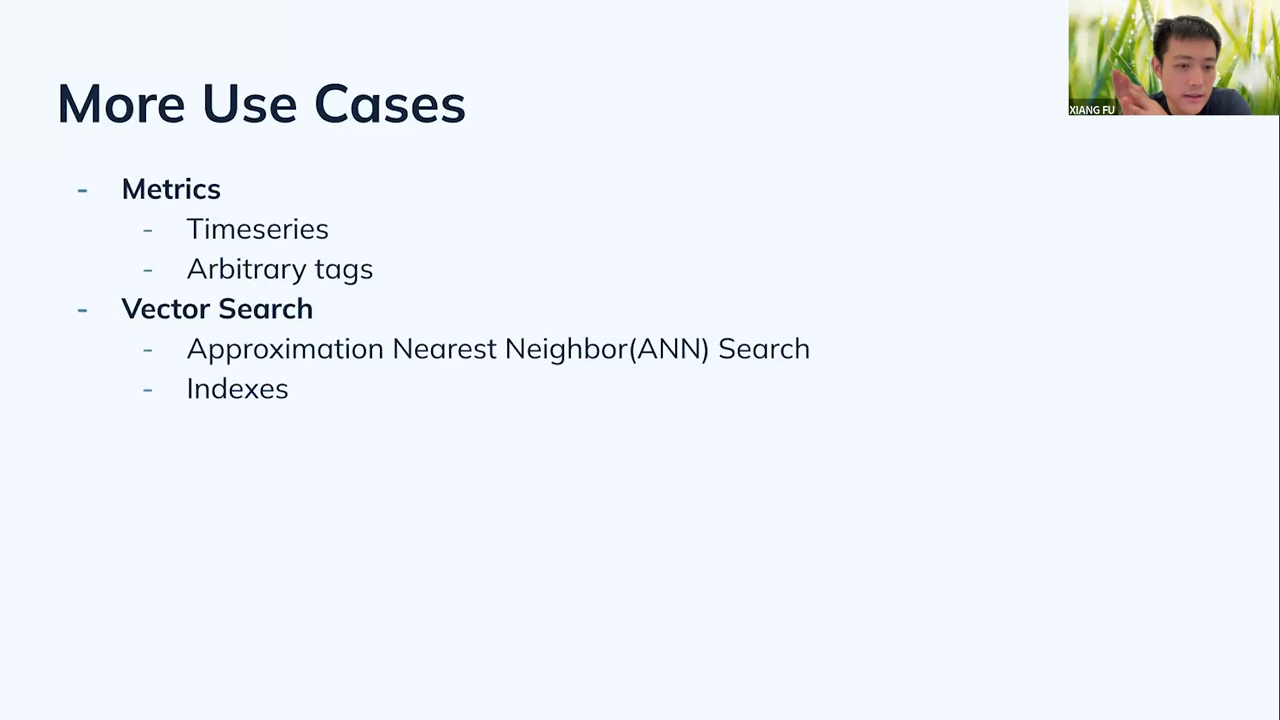 More Use Cases
- Metrics
- Timeseries
- Arbitrary tags
- Vector Search
- Approximation Nearest Neighbor(ANN) Search
- Indexes
XIANG FU